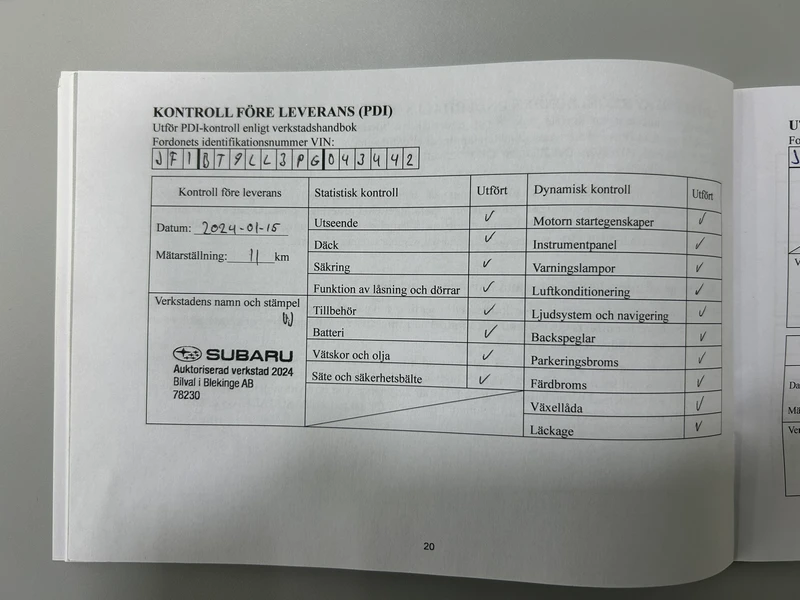 KONTROLL FÖRE LEVERANS (PDI)
Utför PDI-kontroll enligt verkstadshandbok
Fordonets identifikationsnummer VIN:
JF1BT9LL3PG043442
Kontroll före leverans
Datum: 2024-01-15
Mätarställning: 11 km
Verkstadens namn och stämpel
SUBARU
Auktoriserad verkstad 2024
Bilval i Blekinge AB
78230
Statistisk kontroll Utfört
Utseende ✓
Däck ✓
Säkring ✓
Funktion av låsning och dörrar ✓
Tillbehör ✓
Batteri ✓
Vätskor och olja ✓
Säte och säkerhetsbälte ✓
Dynamisk kontroll Utfört
Motorn startegenskaper ✓
Instrumentpanel ✓
Varningslampor ✓
Luftkonditionering ✓
Ljudsystem och navigering ✓
Backspeglar ✓
Parkeringsbroms ✓
Färdbroms ✓
Växellåda ✓
Läckage ✓
20